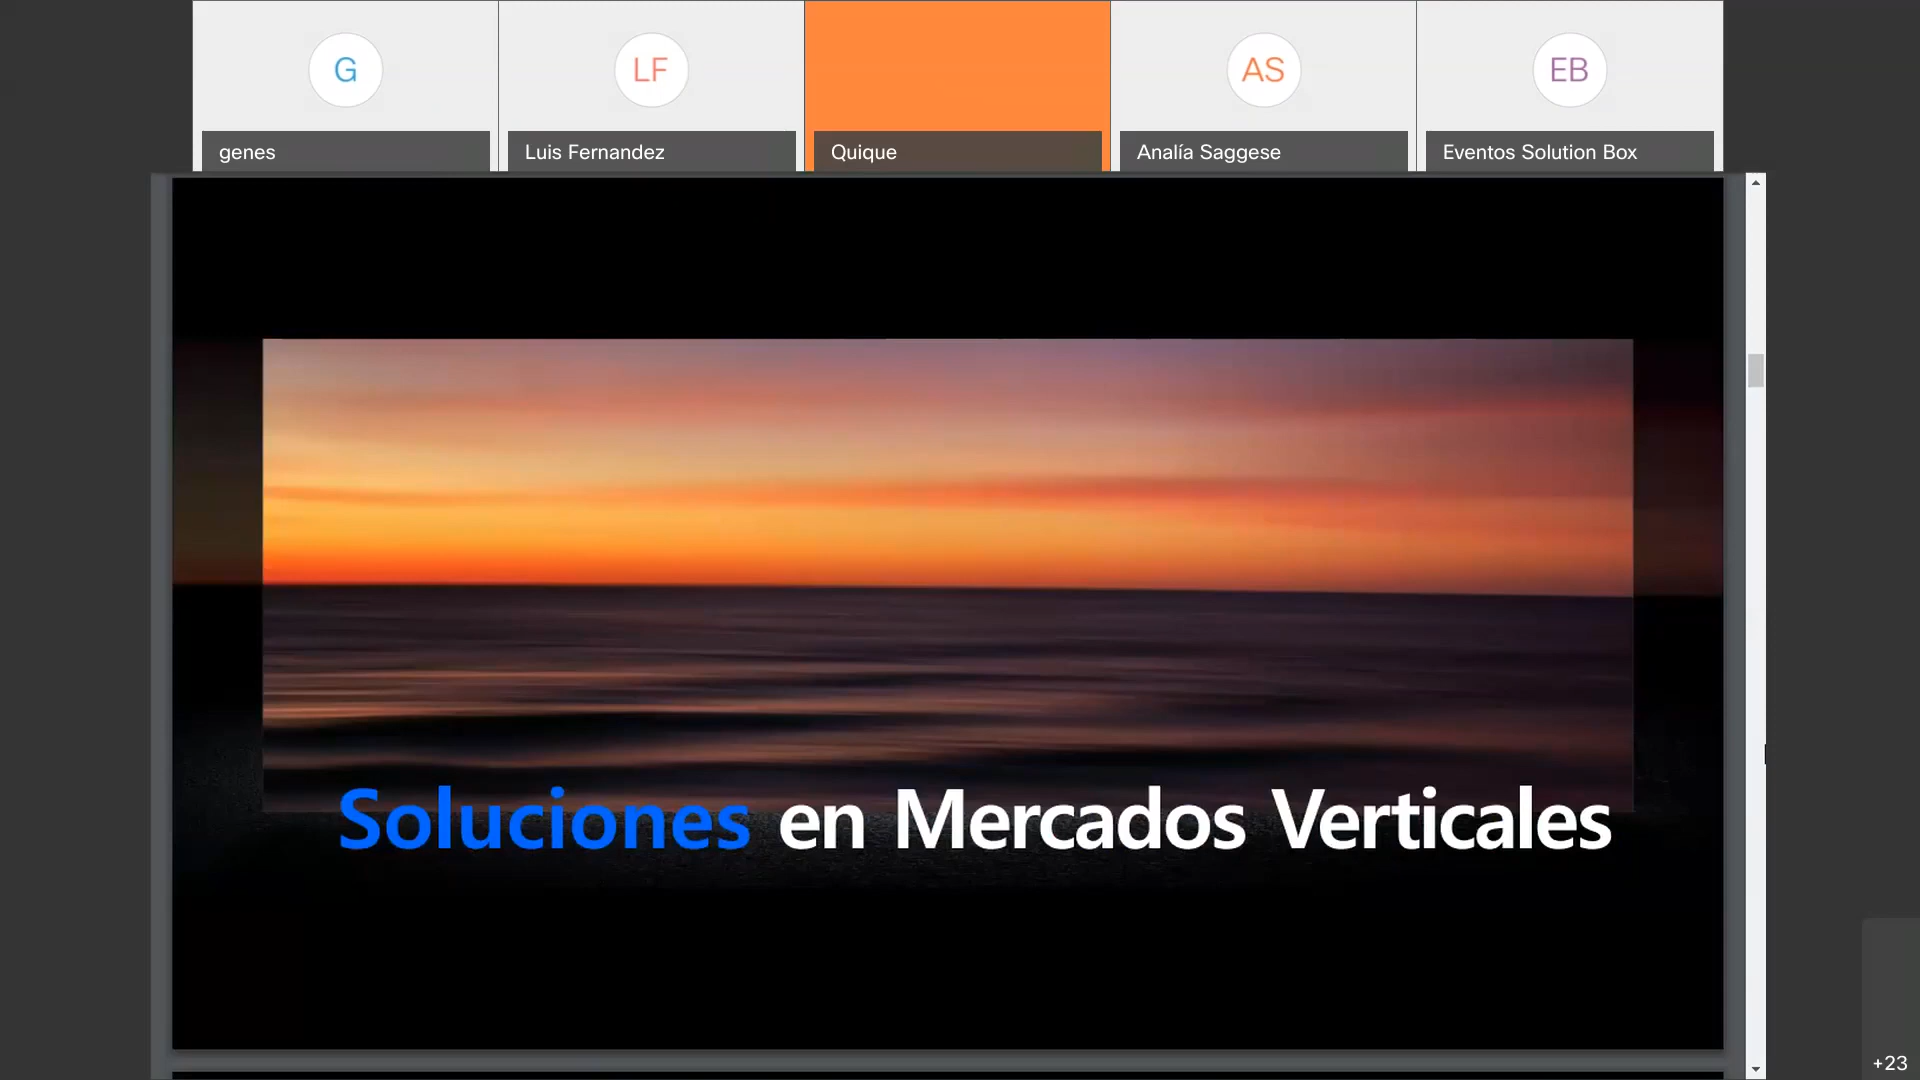 G
LF
AS
EB
genes
Luis Fernandez
Quique
Analía Saggese
Eventos Solution Box
Soluciones en Mercados Verticales
+23